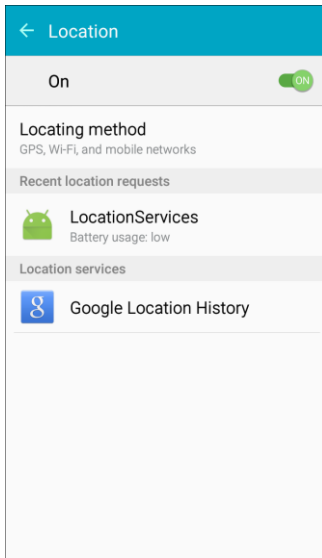 Location
On
ON
Locating method
GPS, Wi-Fi, and mobile networks
Recent location requests
LocationServices
Battery usage: low
Location services
8
Google Location History